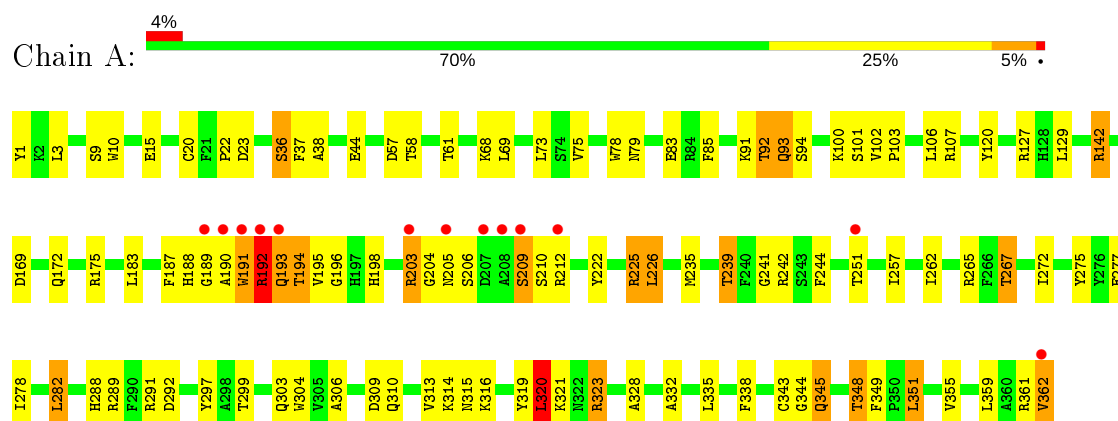 4%
Chain A:
70% 25% 5% •
Y1 K2 L3 S9 W10 E15 C20 F21 P22 D23 S36 F37 A38 E44 D57 T58 T61 K68 L69 L73 S74 V75 W78 N79 E83 R84 F85 K91 T92 Q93 S94 K100 S101 V102 P103 L106 R107 Y120 R127 H128 L129 R142
D169 Q172 R175 L183 F187 H188 G189 A190 W191 R192 Q193 T194 V195 G196 H197 H198 R203 G204 N205 S206 D207 A208 S209 S210 R212 Y222 R225 L226 M235 T239 F240 G241 R242 S243 F244 T251 I257 I262 R265 F266 T267 I272 Y275 Y276 E277
I278 L282 H288 R289 F290 R291 D292 Y297 A298 T299 Q303 W304 V305 A306 D309 Q310 V313 K314 N315 K316 Y319 L320 K321 N322 R323 A328 A332 L335 F338 C343 G344 Q345 T348 F349 P350 L351 V355 L359 A360 R361 V362